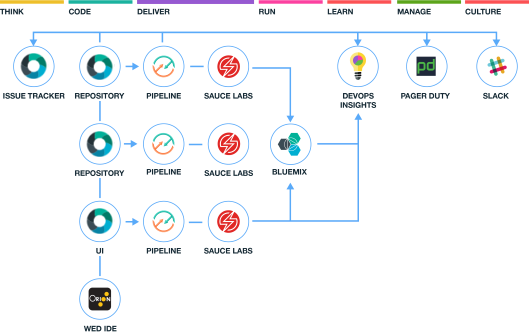 THINK CODE DELIVER RUN LEARN MANAGE CULTURE
pd
ISSUE TRACKER REPOSITORY PIPELINE SAUCE LABS DEVOPS INSIGHTS PAGER DUTY SLACK
REPOSITORY PIPELINE SAUCE LABS BLUEMIX
UI PIPELINE SAUCE LABS
ORION
WED IDE